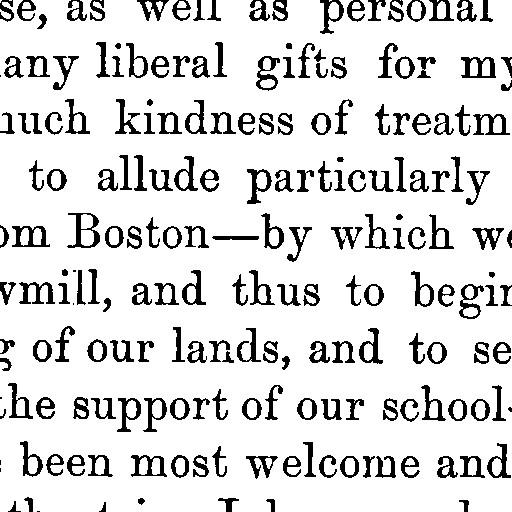 se, as well as personal
any liberal gifts for my
much kindness of treatm
to allude particularly
om Boston—by which we
wmill, and thus to begin
g of our lands, and to se
the support of our school-
been most welcome and